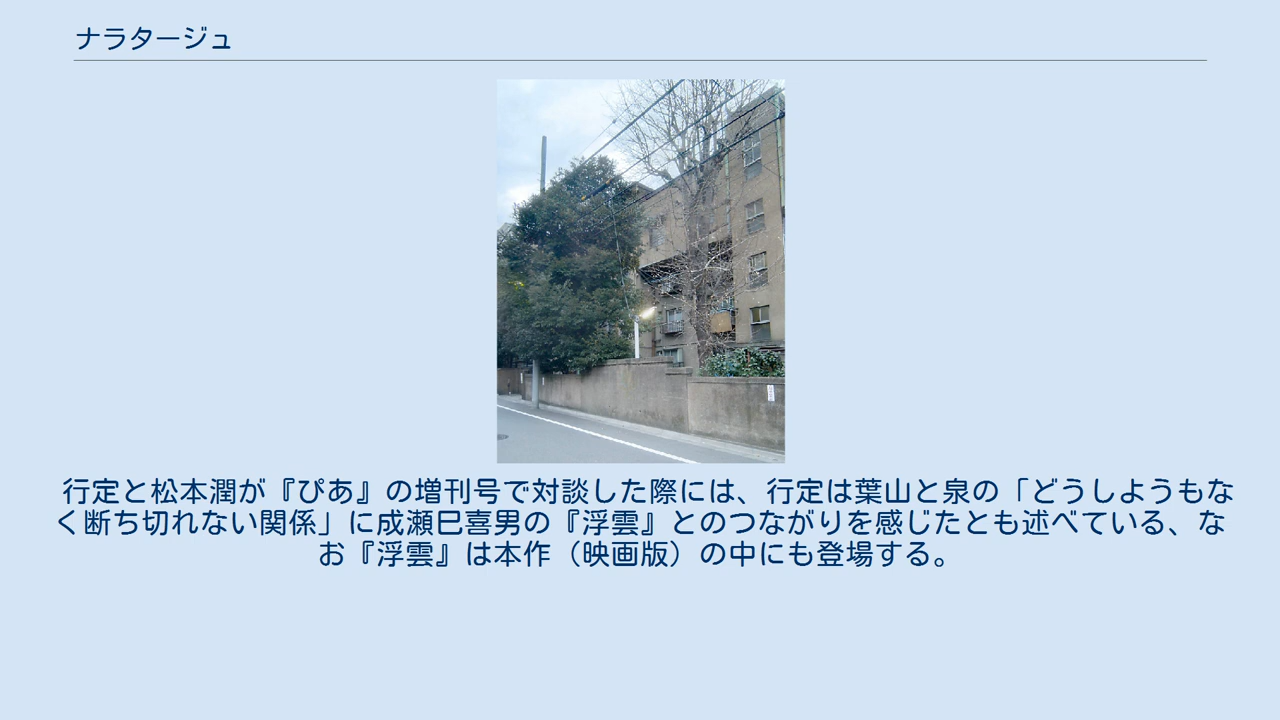 ナラタージュ
行定と松本潤が『ぴあ』の増刊号で対談した際には、行定は葉山と泉の「どうしようもな
く断ち切れない関係」に成瀬巳喜男の『浮雲』とのつながりを感じたとも述べている、な
お『浮雲』は本作（映画版）の中にも登場する。